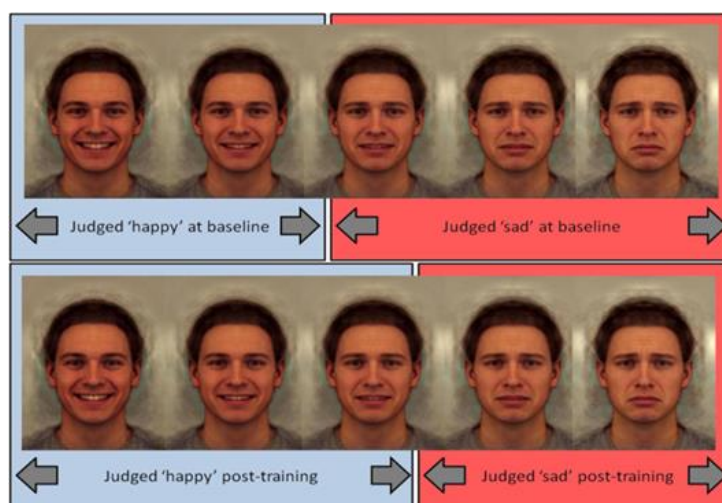 Judged 'happy' at baseline
Judged 'sad' at baseline
Judged 'happy' post-training
Judged 'sad' post-training